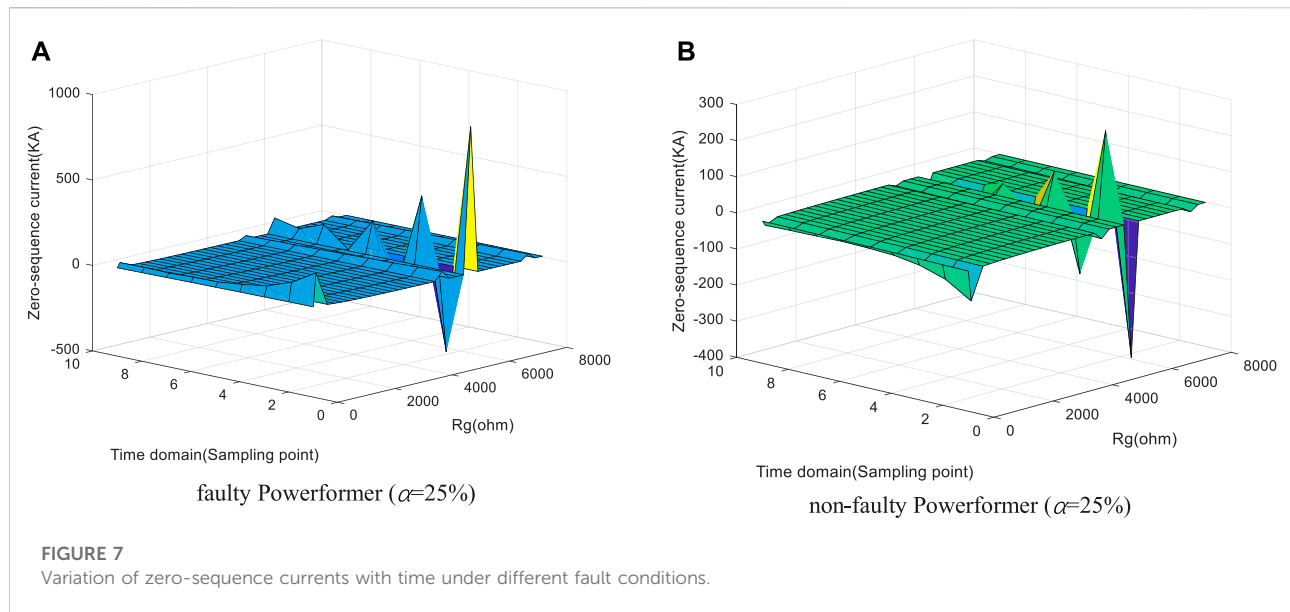 A
1000
500
0
-500
Zero-sequence current(KA)
10
8
6
4
2
0
0
2000
4000
6000
8000
Rg(ohm)
Time domain(Sampling point)
faulty Powerformer (α=25%)
B
300
200
100
0
-100
-200
-300
-400
Zero-sequence current(KA)
10
8
6
4
2
0
0
2000
4000
6000
8000
Rg(ohm)
Time domain(Sampling point)
non-faulty Powerformer (α=25%)
FIGURE 7
Variation of zero-sequence currents with time under different fault conditions.